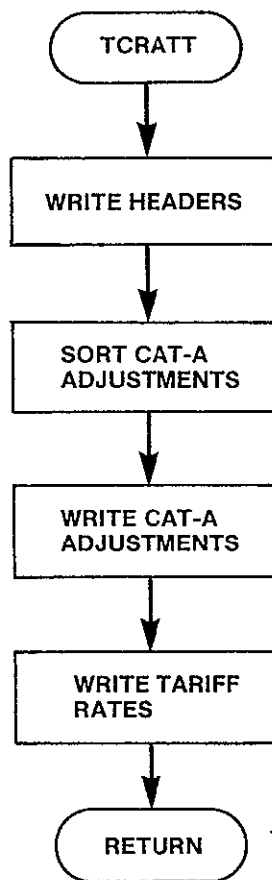 TCRATT
WRITE HEADERS
SORT CAT-A
ADJUSTMENTS
WRITE CAT-A
ADJUSTMENTS
WRITE TARIFF
RATES
RETURN